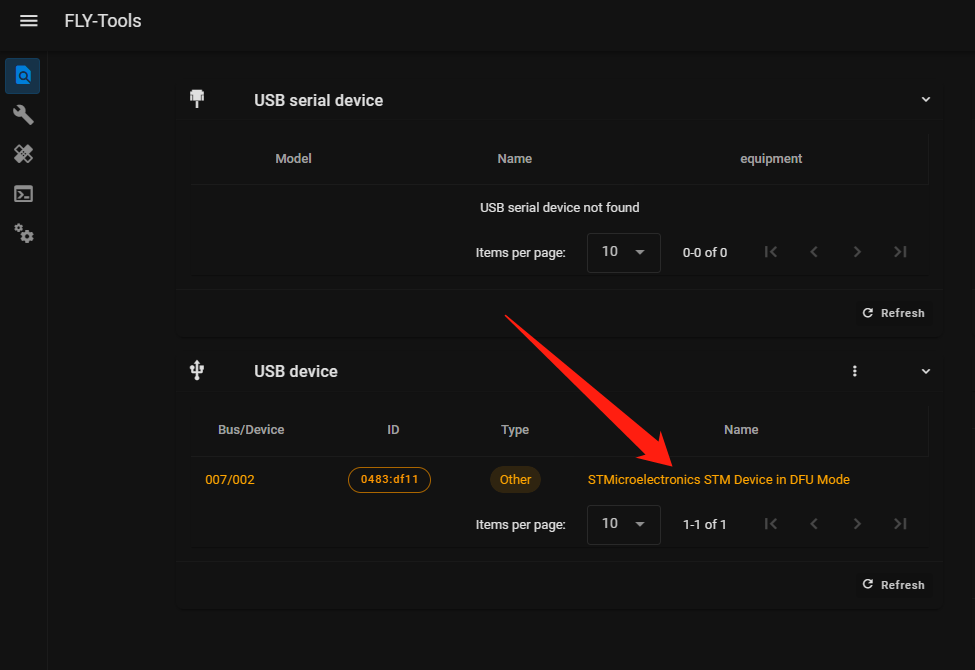 FLY-Tools
USB serial device
Model Name equipment
USB serial device not found
Items per page: 10 0-0 of 0
Refresh
USB device
Bus/Device ID Type Name
007/002 0483:df11 Other STMicroelectronics STM Device in DFU Mode
Items per page: 10 1-1 of 1
Refresh